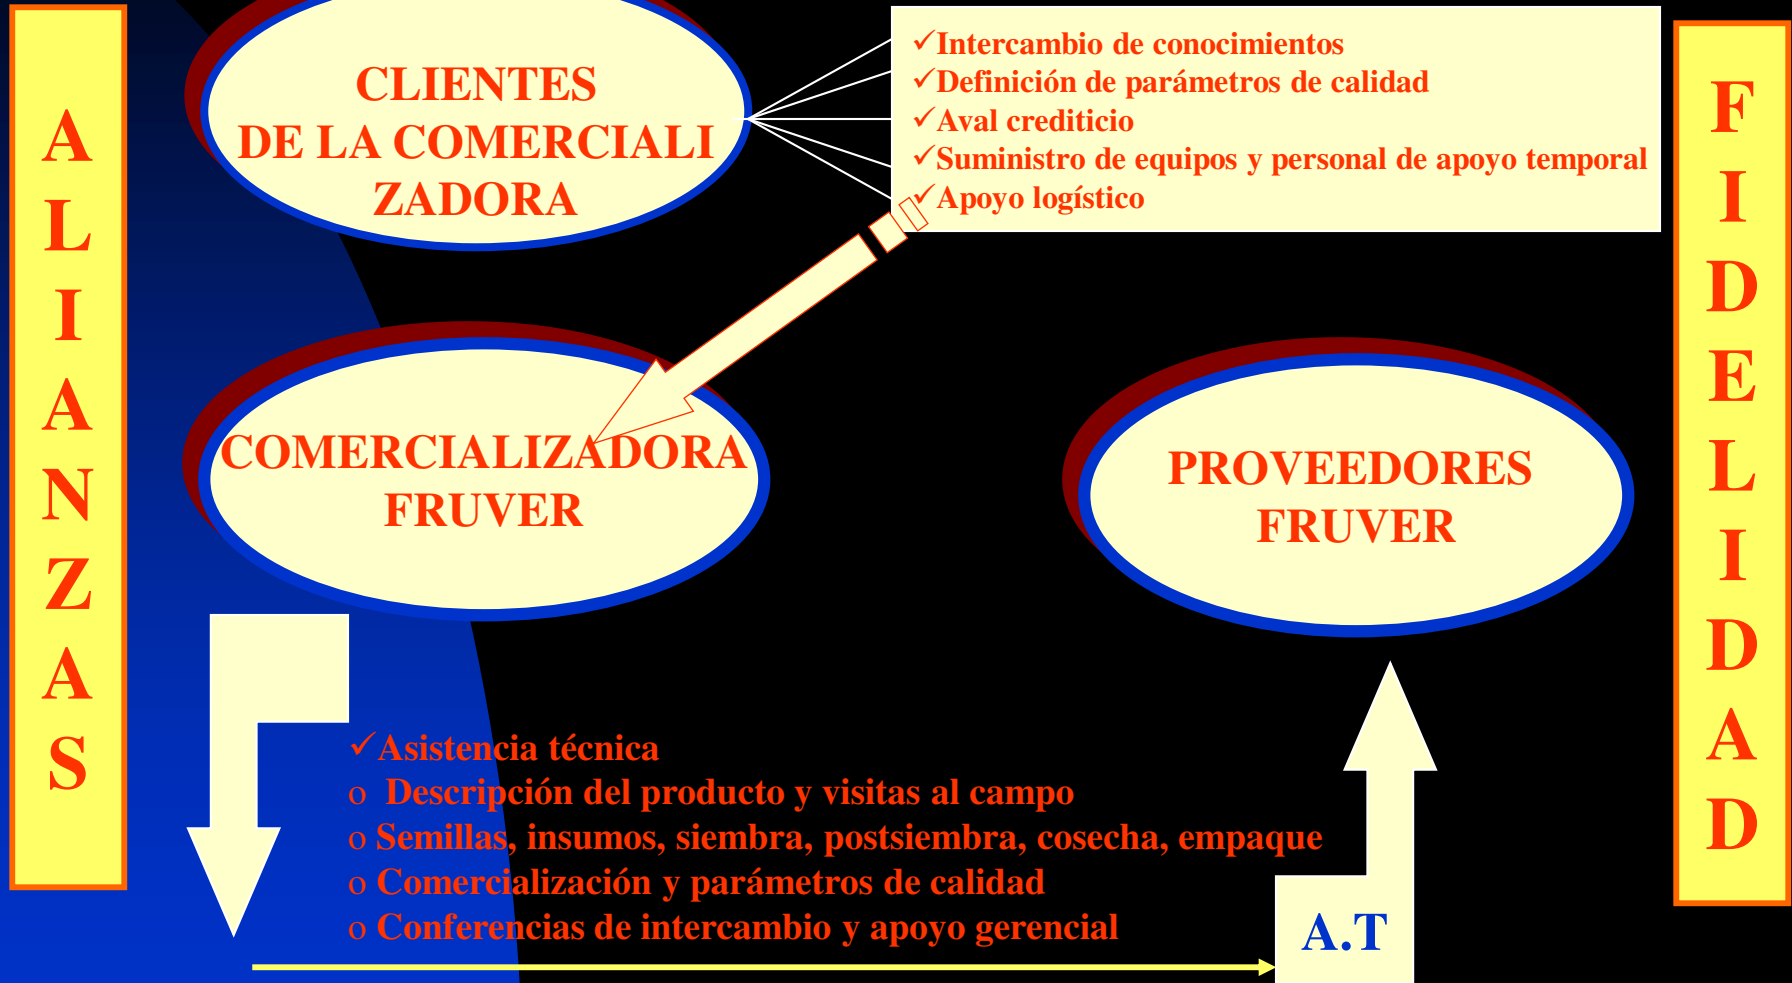 A
L
I
A
N
Z
A
S
CLIENTES
DE LA COMERCIALI
ZADORA
✓Intercambio de conocimientos
✓Definición de parámetros de calidad
✓Aval crediticio
✓Suministro de equipos y personal de apoyo temporal
✓Apoyo logístico
COMERCIALIZADORA
FRUVER
PROVEEDORES
FRUVER
✓Asistencia técnica
o Descripción del producto y visitas al campo
o Semillas, insumos, siembra, postsiembra, cosecha, empaque
o Comercialización y parámetros de calidad
o Conferencias de intercambio y apoyo gerencial
A.T
F
I
D
E
L
I
D
A
D